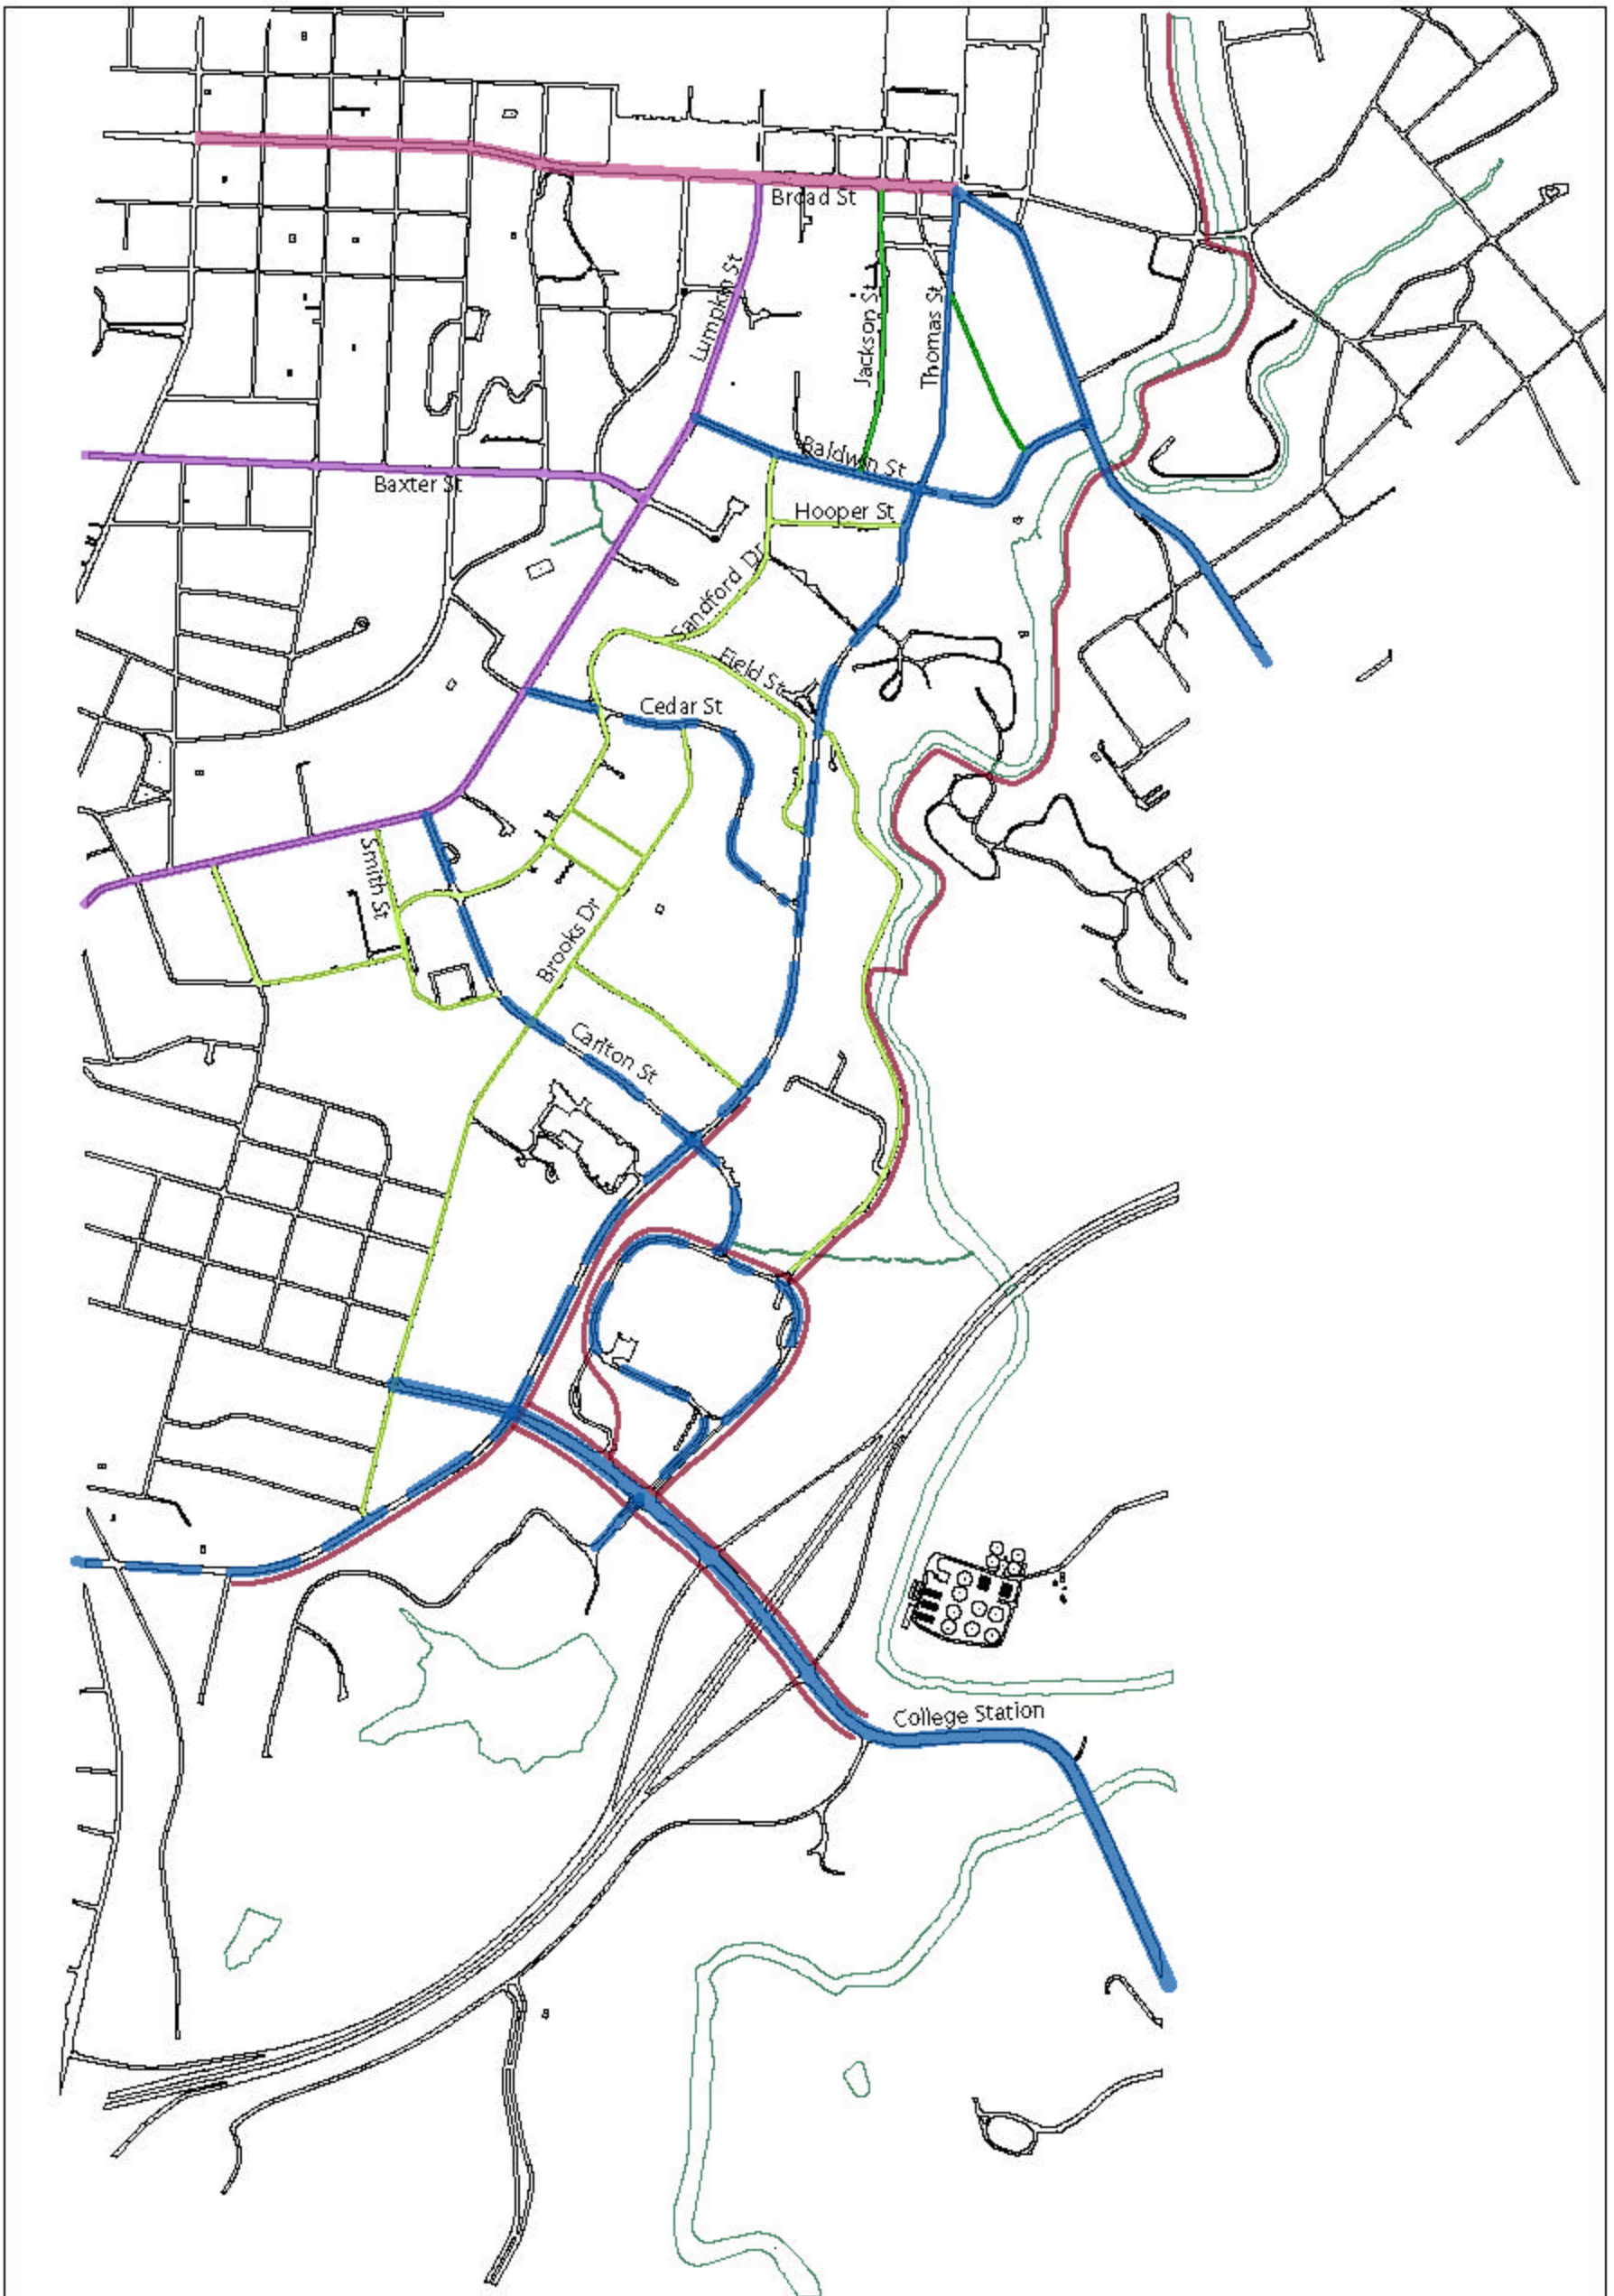 Broad St
Lumpkin St
Jackson St
Thomas St
Baldwin St
Baxter St
Hooper St
Sandford Dr
Field St
Cedar St
Smith St
Brooks Dr
Carlton St
College Station